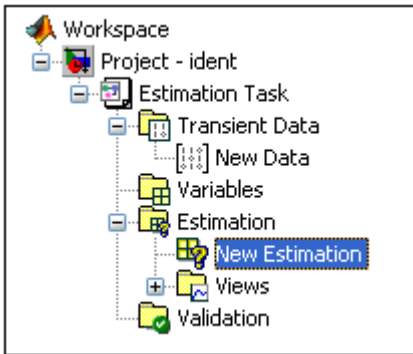 Workspace
Project - ident
Estimation Task
Transient Data
New Data
Variables
Estimation
New Estimation
Views
Validation